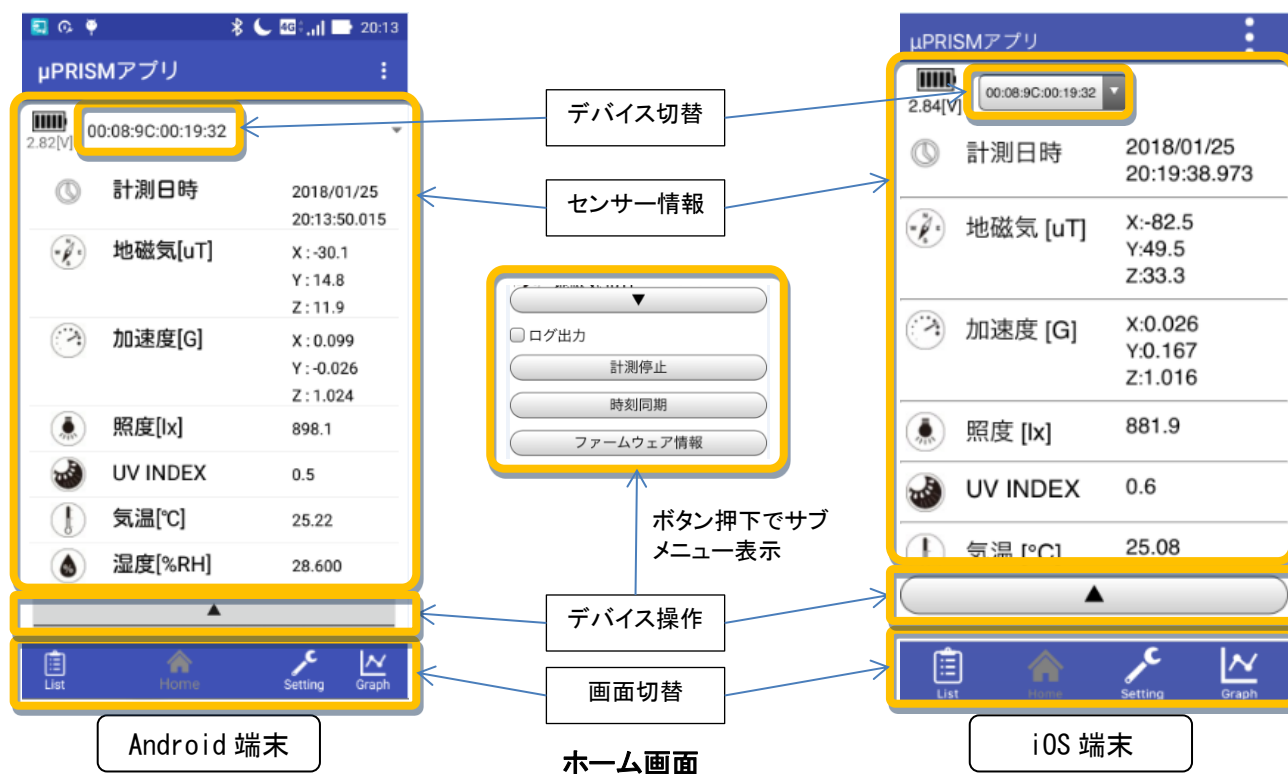 4G 20:13
μPRISMアプリ
2.82[V]
00:08:9C:00:19:32
計測日時
2018/01/25
20:13:50.015
地磁気[uT]
X : -30.1
Y : 14.8
Z : 11.9
加速度[G]
X : 0.099
Y : -0.026
Z : 1.024
照度[lx]
898.1
UV INDEX
0.5
気温[℃]
25.22
湿度[%RH]
28.600
▲
List
Home
Setting
Graph
Android 端末
デバイス切替
センサー情報
▼
ログ出力
計測停止
時刻同期
ファームウェア情報
ボタン押下でサブ
メニュー表示
デバイス操作
画面切替
ホーム画面
μPRISMアプリ
2.84[V]
00:08:9C:00:19:32
計測日時
2018/01/25
20:19:38.973
地磁気 [uT]
X:-82.5
Y:49.5
Z:33.3
加速度 [G]
X:0.026
Y:0.167
Z:1.016
照度 [lx]
881.9
UV INDEX
0.6
気温 [°C]
25.08
▲
List
Home
Setting
Graph
iOS 端末